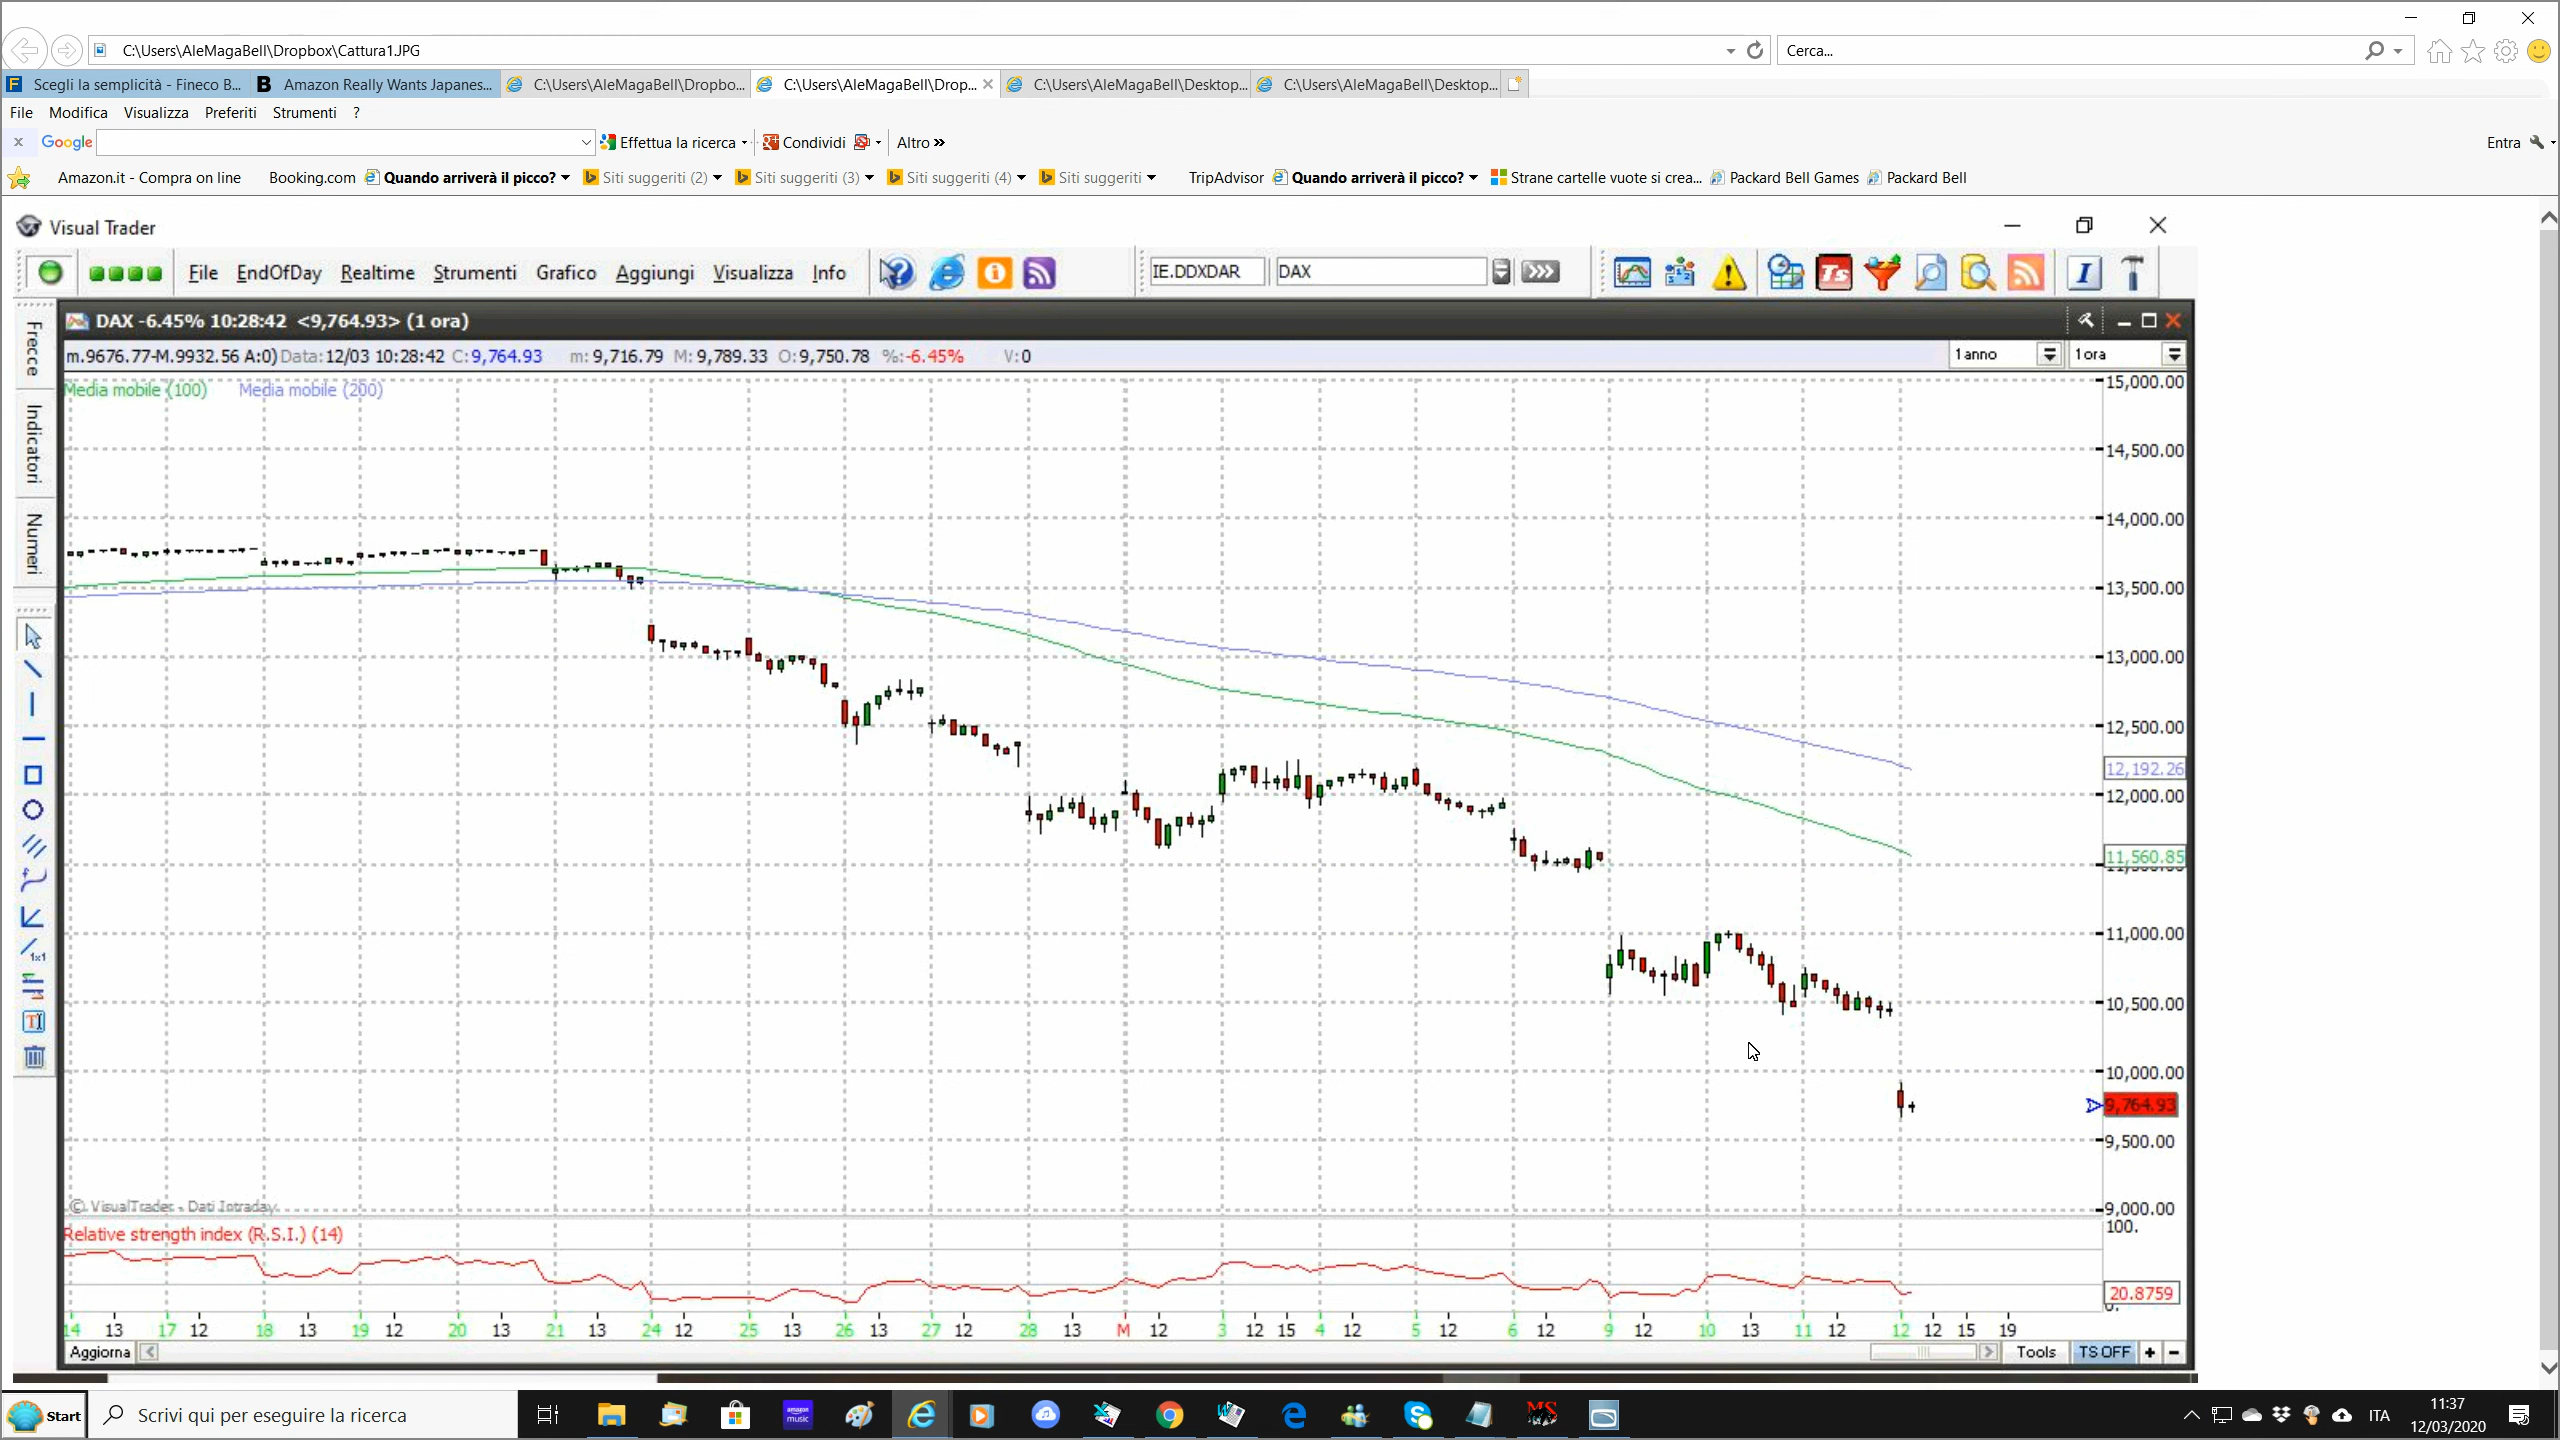 C:\Users\AleMagaBell\Dropbox\Cattura1.JPG
Cerca...
Scegli la semplicità - Fineco B...
Amazon Really Wants Japanes...
C:\Users\AleMagaBell\Dropbo...
C:\Users\AleMagaBell\Drop...
C:\Users\AleMagaBell\Desktop...
C:\Users\AleMagaBell\Desktop...
File Modifica Visualizza Preferiti Strumenti ?
x Google Effettua la ricerca Condividi Altro » Entra
Amazon.it - Compra on line Booking.com Quando arriverà il picco? Siti suggeriti (2) Siti suggeriti (3) Siti suggeriti (4) Siti suggeriti TripAdvisor Quando arriverà il picco? Strane cartelle vuote si crea... Packard Bell Games Packard Bell
Visual Trader
File EndOfDay Realtime Strumenti Grafico Aggiungi Visualizza Info IE.DDXDAR DAX
DAX -6.45% 10:28:42 <9,764.93> (1 ora)
m.9676.77-M.9932.56 A:0) Data:12/03 10:28:42 C:9,764.93 m:9,716.79 M:9,789.33 O:9,750.78 %:-6.45% V:0 1 anno 1 ora
Frecce
Indicatori
Numeri
Media mobile (100) Media mobile (200)
15,000.00
14,500.00
14,000.00
13,500.00
13,000.00
12,500.00
12,192.26
12,000.00
11,560.85
11,500.00
11,000.00
10,500.00
10,000.00
9,764.93
9,500.00
9,000.00
© VisualTrader - Dati Intraday
Relative strength index (R.S.I.) (14)
100.
20.8759
0.
14 13 17 12 18 13 19 12 20 13 21 13 24 12 25 13 26 13 27 12 28 13 M 12 3 12 15 4 12 5 12 6 12 9 12 10 13 11 12 12 12 15 19
Aggiorna Tools TS OFF + -
Start Scrivi qui per eseguire la ricerca
amazon music
ITA
11:37
12/03/2020